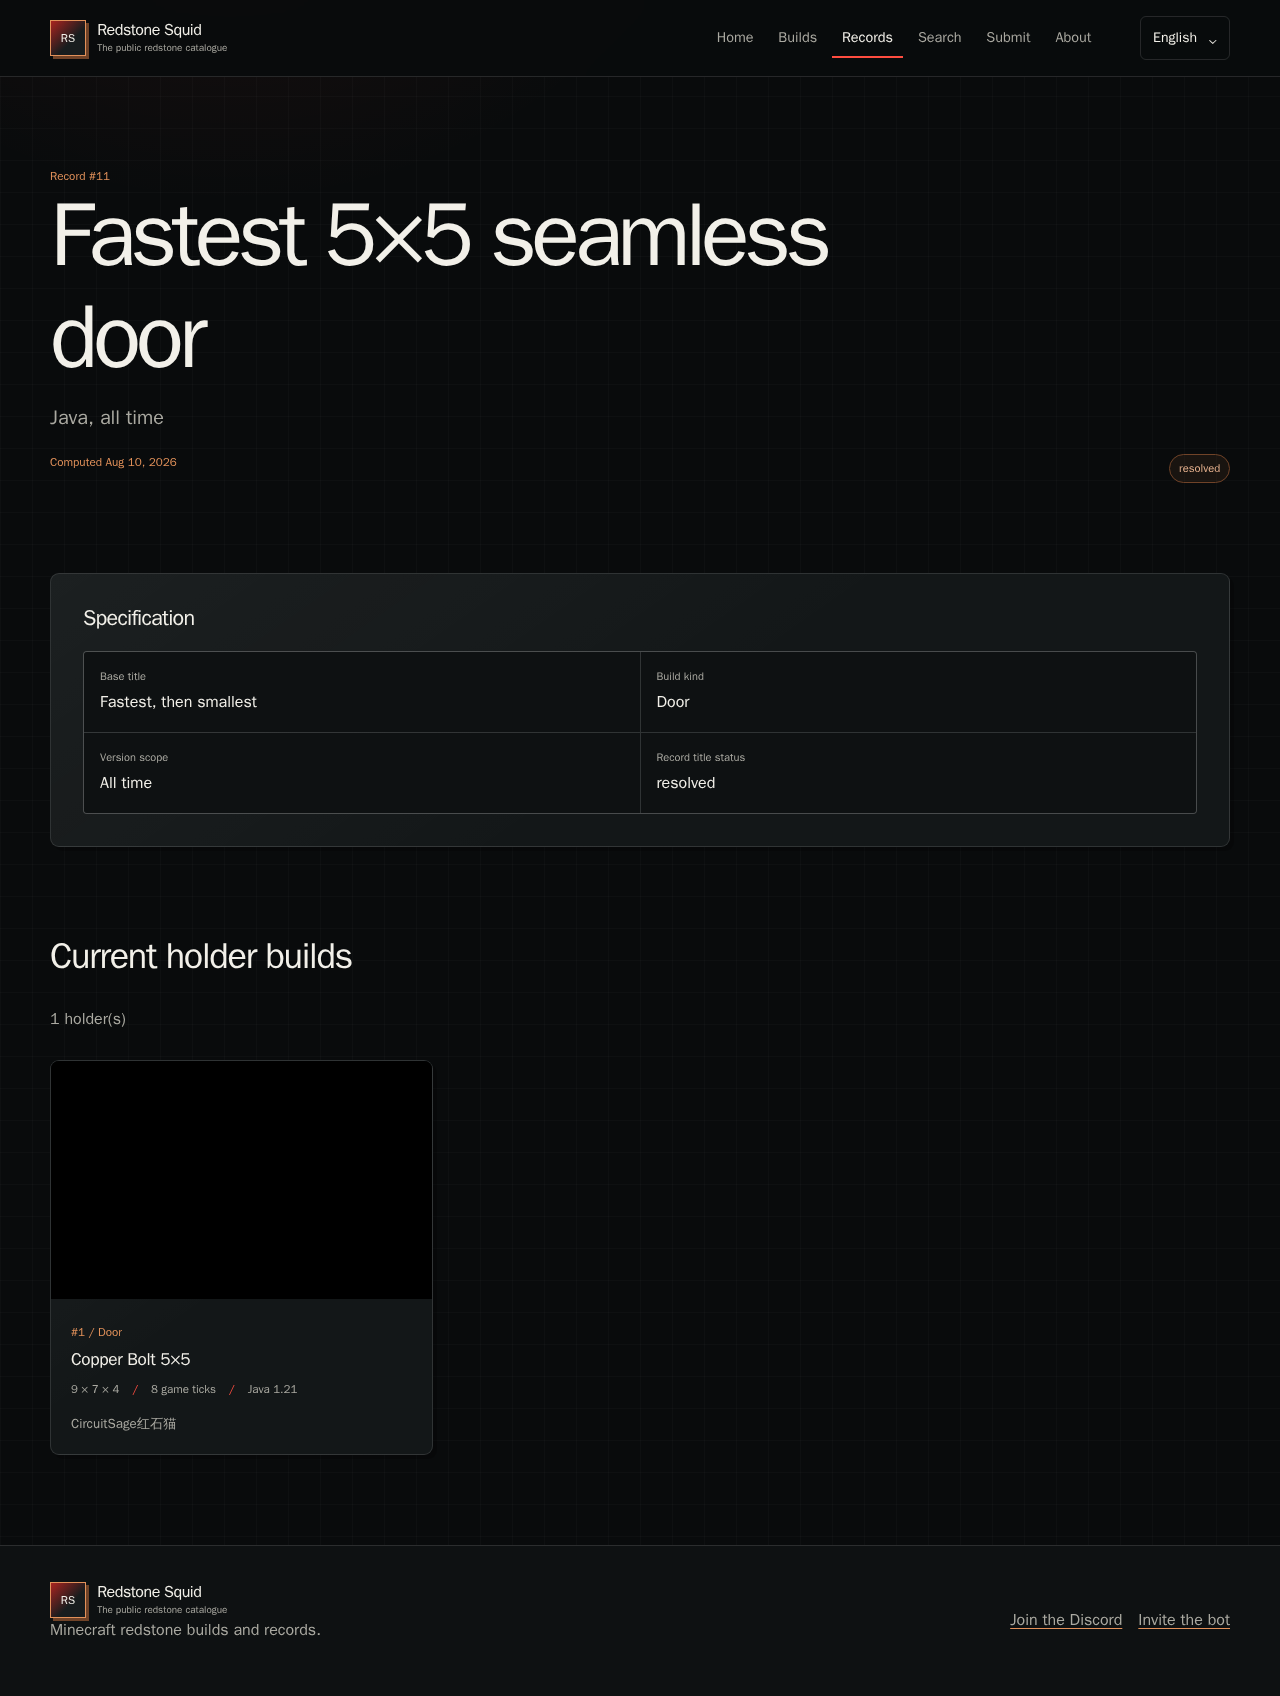 RS
Redstone Squid
The public redstone catalogue
Home
Builds
Records
Search
Submit
About
English
Record #11
Fastest 5×5 seamless
door
Java, all time
Computed Aug 10, 2026
resolved
Specification
Base title
Fastest, then smallest
Build kind
Door
Version scope
All time
Record title status
resolved
Current holder builds
1 holder(s)
#1 / Door
Copper Bolt 5×5
9 × 7 × 4 / 8 game ticks / Java 1.21
CircuitSage红石猫
RS
Redstone Squid
The public redstone catalogue
Minecraft redstone builds and records.
Join the Discord
Invite the bot